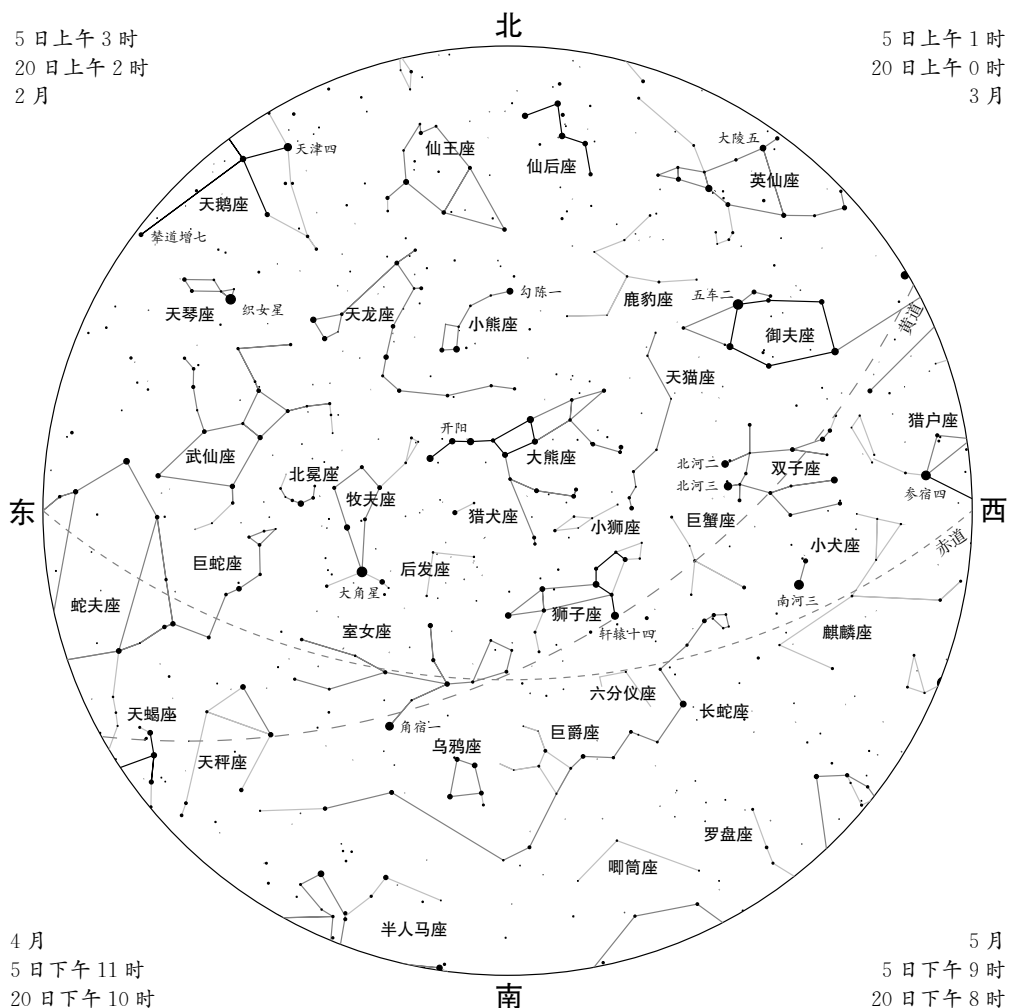 北
5 日上午 3 时
20 日上午 2 时
2 月
5 日上午 1 时
20 日上午 0 时
3 月
大陵五
天津四
仙王座
仙后座
英仙座
天鹅座
辇道增七
勾陈一
鹿豹座
五车二
天琴座
织女星
天龙座
小熊座
御夫座
黄道
天猫座
猎户座
开阳
武仙座
大熊座
北河二
双子座
北冕座
牧夫座
北河三
参宿四
东
西
猎犬座
小狮座
巨蟹座
小犬座
赤道
巨蛇座
后发座
大角星
南河三
蛇夫座
狮子座
室女座
轩辕十四
麒麟座
六分仪座
天蝎座
长蛇座
角宿一
巨爵座
乌鸦座
天秤座
罗盘座
唧筒座
半人马座
4 月
5 日下午 11 时
20 日下午 10 时
5 月
5 日下午 9 时
20 日下午 8 时
南